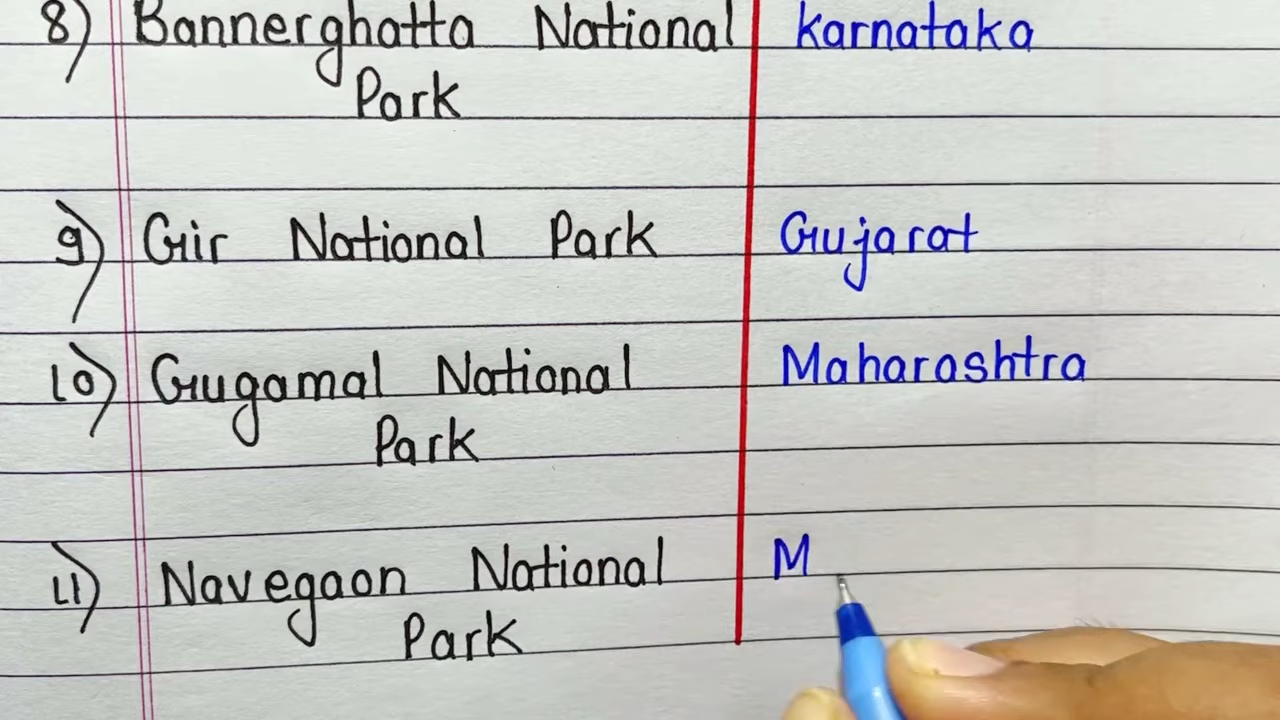 8) Bannerghatta National Karnataka
Park
9) Gir National Park Gujarat
10) Gugamal National Maharashtra
Park
11) Navegaon National M
Park